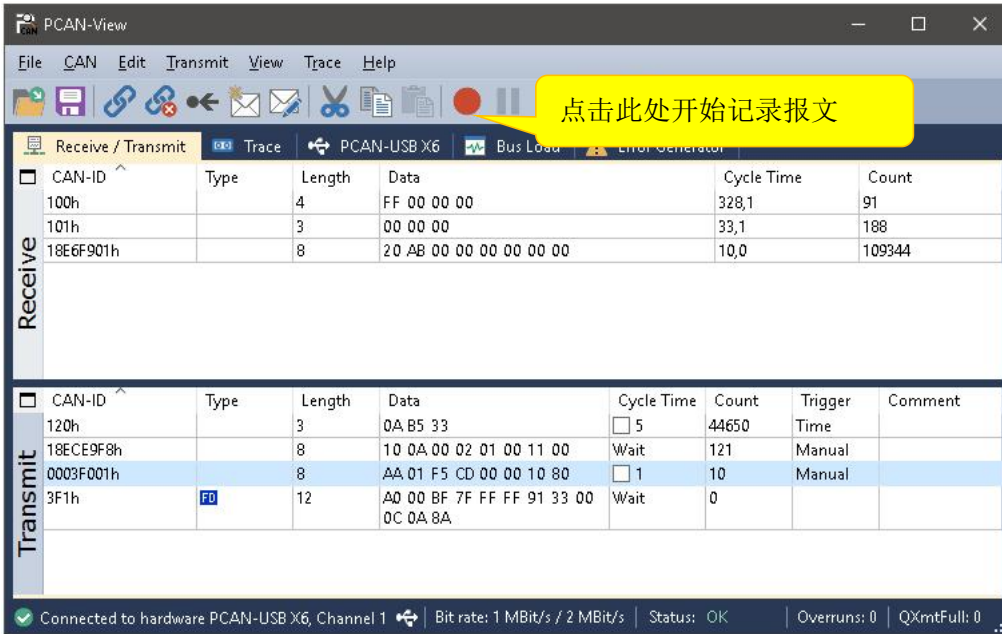 PCAN-View
File CAN Edit Transmit View Trace Help
点击此处开始记录报文
Receive / Transmit Trace PCAN-USB X6 Bus Load Error Generator
CAN-ID Type Length Data Cycle Time Count
100h 4 FF 00 00 00 328,1 91
101h 3 00 00 00 33,1 188
18E6F901h 8 20 AB 00 00 00 00 00 00 10,0 109344
Receive
CAN-ID Type Length Data Cycle Time Count Trigger Comment
120h 3 0A B5 33 5 44650 Time
18ECE9F8h 8 10 0A 00 02 01 00 11 00 Wait 121 Manual
0003F001h 8 AA 01 F5 CD 00 00 10 80 1 10 Manual
3F1h FD 12 A0 00 BF 7F FF FF 91 33 00 Wait 0
0C 0A 8A
Transmit
Connected to hardware PCAN-USB X6, Channel 1 Bit rate: 1 MBit/s / 2 MBit/s Status: OK Overruns: 0 QXmtFull: 0